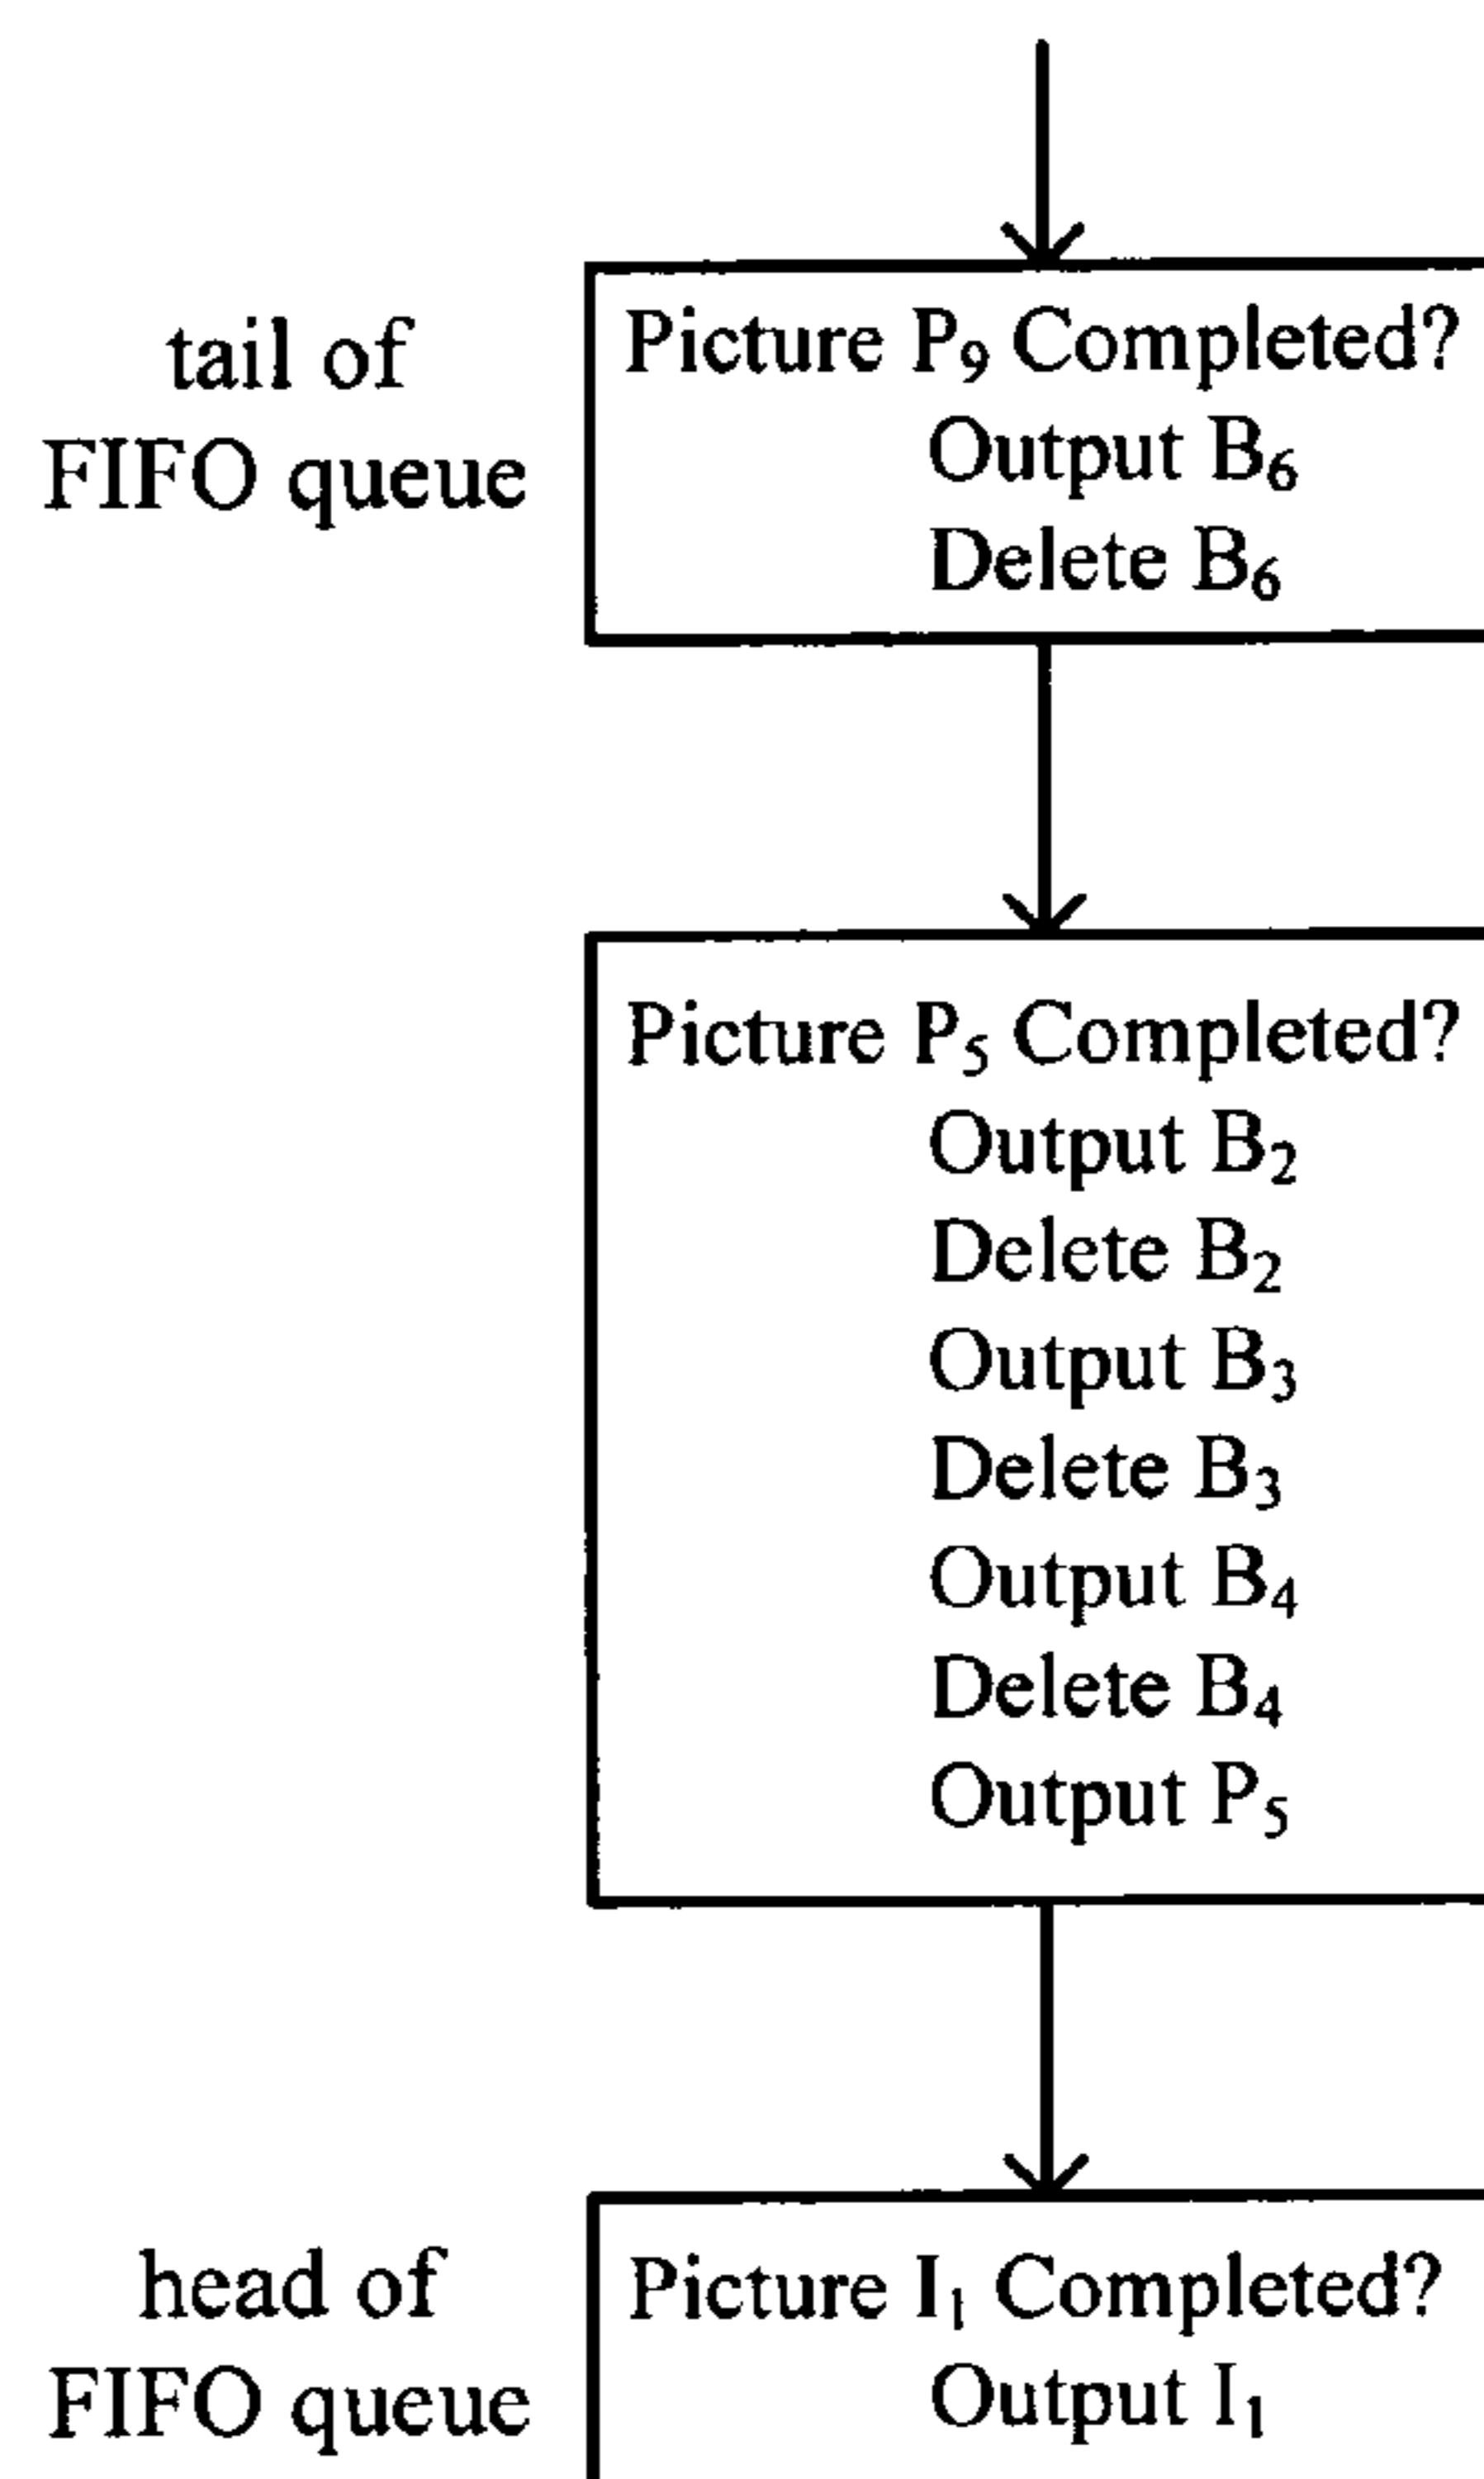 tail of
FIFO queue
Picture P₉ Completed?
Output B₆
Delete B₆
Picture P₅ Completed?
Output B₂
Delete B₂
Output B₃
Delete B₃
Output B₄
Delete B₄
Output P₅
head of
FIFO queue
Picture I₁ Completed?
Output I₁